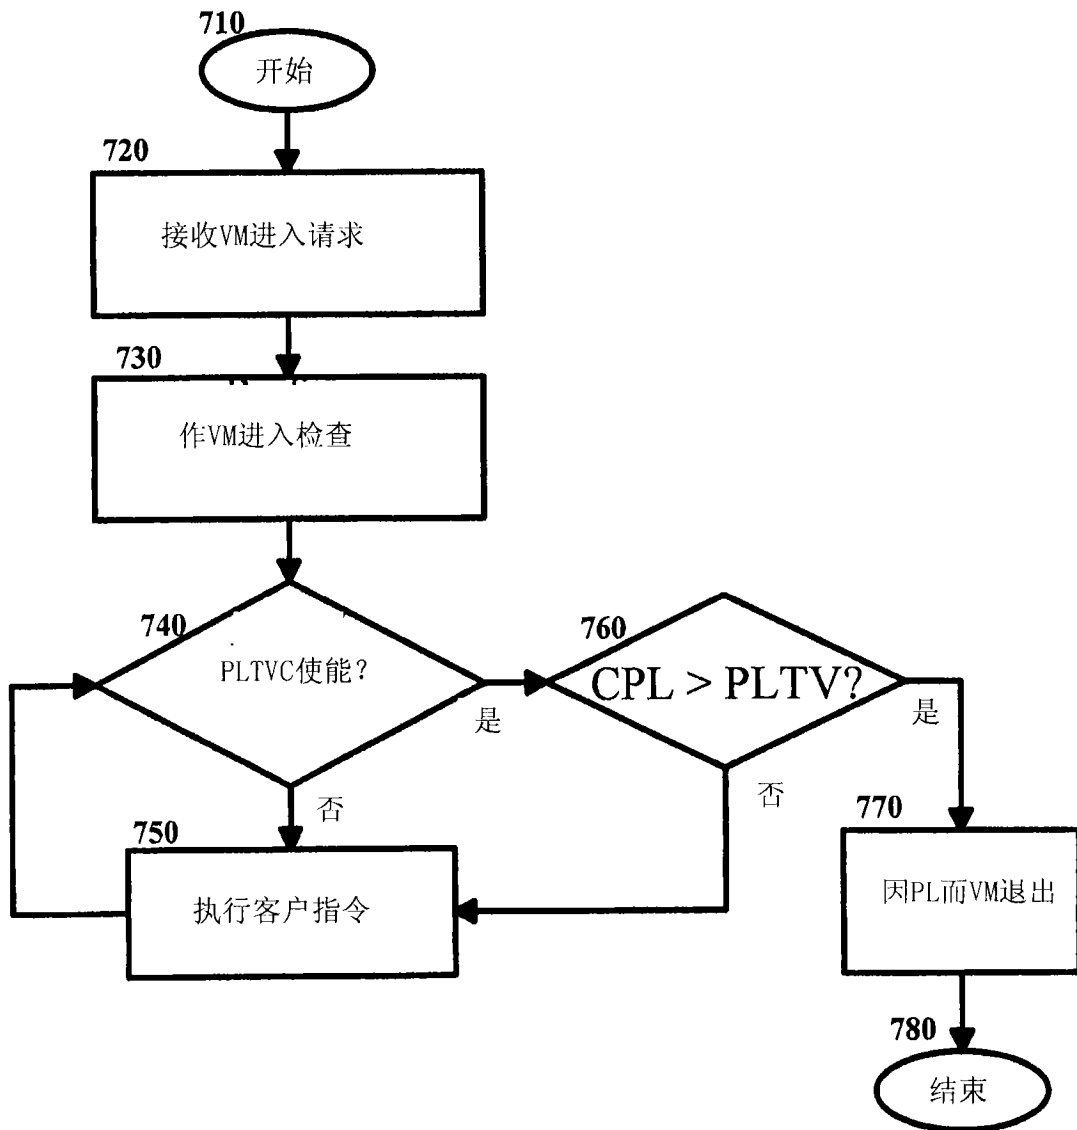 710
开始
720
接收VM进入请求
730
作VM进入检查
740
PLTVC使能?
是
否
760
CPL > PLTV?
是
否
750
执行客户指令
770
因PL而VM退出
780
结束